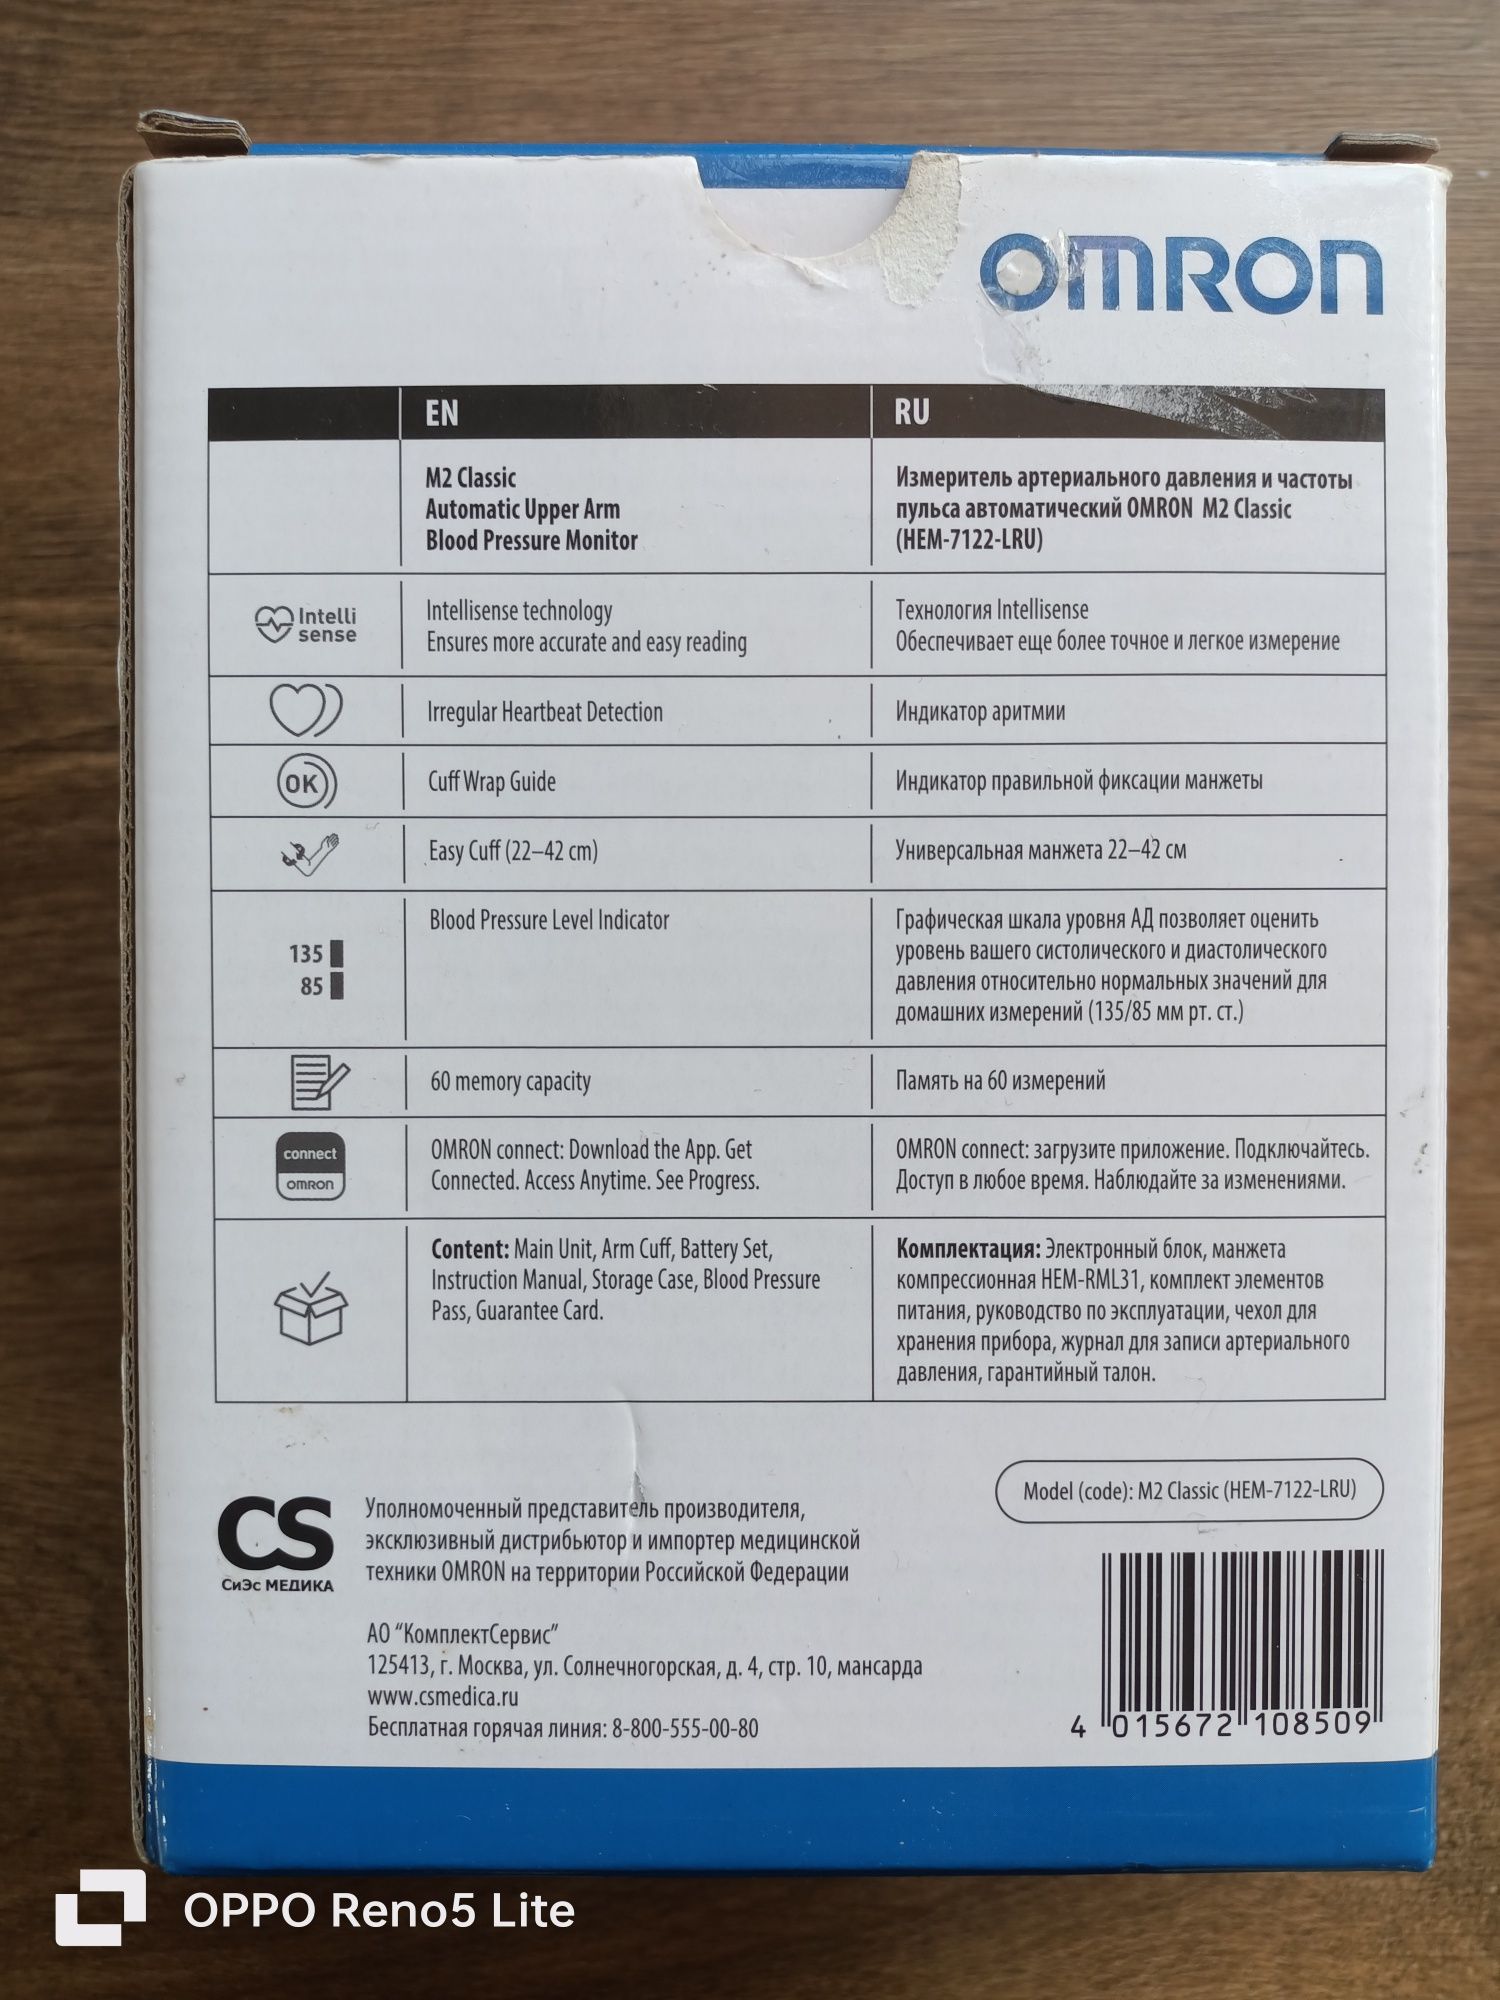 OMRON
EN
RU
M2 Classic
Automatic Upper Arm
Blood Pressure Monitor
Измеритель артериального давления и частоты
пульса автоматический OMRON M2 Classic
(HEM-7122-LRU)
Intelli
sense
Intellisense technology
Ensures more accurate and easy reading
Технология Intellisense
Обеспечивает еще более точное и легкое измерение
Irregular Heartbeat Detection
Индикатор аритмии
OK
Cuff Wrap Guide
Индикатор правильной фиксации манжеты
Easy Cuff (22–42 cm)
Универсальная манжета 22–42 см
135
85
Blood Pressure Level Indicator
Графическая шкала уровня АД позволяет оценить
уровень вашего систолического и диастолического
давления относительно нормальных значений для
домашних измерений (135/85 мм рт. ст.)
60 memory capacity
Память на 60 измерений
connect
OMRON
OMRON connect: Download the App. Get
Connected. Access Anytime. See Progress.
OMRON connect: загрузите приложение. Подключайтесь.
Доступ в любое время. Наблюдайте за изменениями.
Content: Main Unit, Arm Cuff, Battery Set,
Instruction Manual, Storage Case, Blood Pressure
Pass, Guarantee Card.
Комплектация: Электронный блок, манжета
компрессионная HEM-RML31, комплект элементов
питания, руководство по эксплуатации, чехол для
хранения прибора, журнал для записи артериального
давления, гарантийный талон.
Model (code): M2 Classic (HEM-7122-LRU)
CS
СиЭс МЕДИКА
Уполномоченный представитель производителя,
эксклюзивный дистрибьютор и импортер медицинской
техники OMRON на территории Российской Федерации
АО “КомплектСервис”
125413, г. Москва, ул. Солнечногорская, д. 4, стр. 10, мансарда
www.csmedica.ru
Бесплатная горячая линия: 8-800-555-00-80
4 015672 108509
OPPO Reno5 Lite